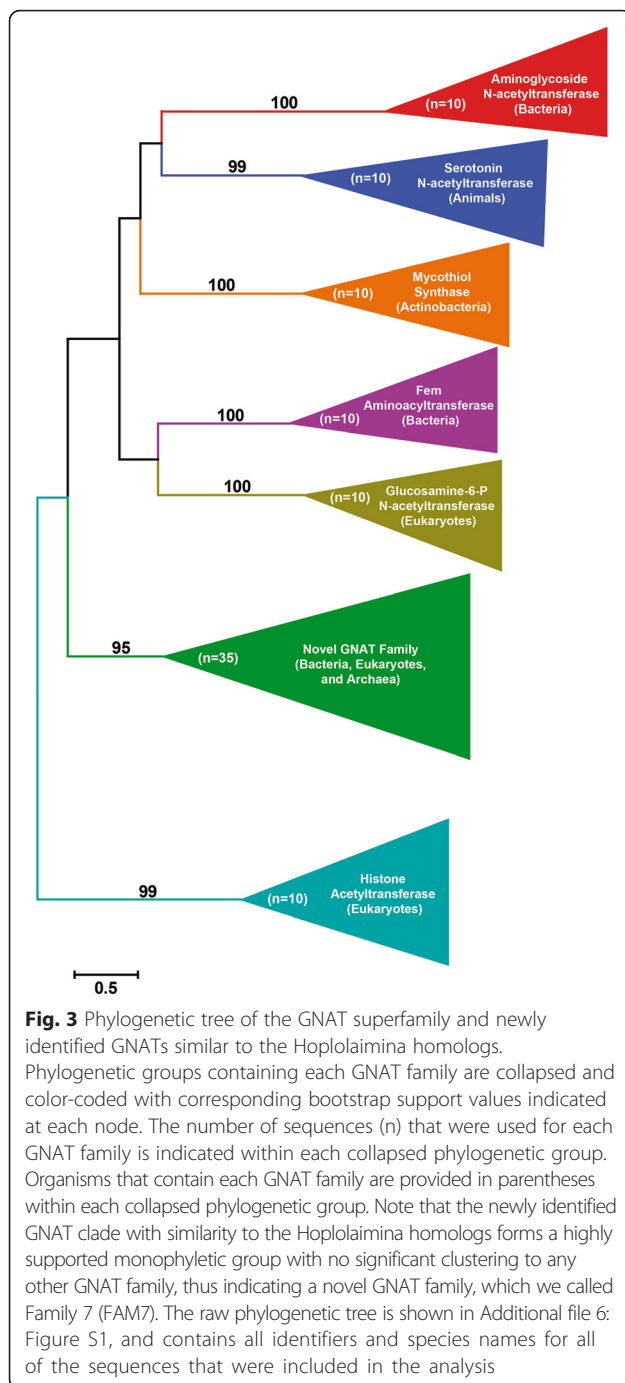 Aminoglycoside
100
(n=10)
N-acetyltransferase
(Bacteria)
Serotonin
99
(n=10)
N-acetyltransferase
(Animals)
Mycothiol
100
(n=10)
Synthase
(Actinobacteria)
Fem
100
(n=10)
Aminoacyltransferase
(Bacteria)
Glucosamine-6-P
100
(n=10)
N-acetyltransferase
(Eukaryotes)
95
(n=35)
Novel GNAT Family
(Bacteria, Eukaryotes,
and Archaea)
Histone
99
(n=10)
Acetyltransferase
(Eukaryotes)
0.5
Fig. 3 Phylogenetic tree of the GNAT superfamily and newly
identified GNATs similar to the Hoplolaimina homologs.
Phylogenetic groups containing each GNAT family are collapsed and
color-coded with corresponding bootstrap support values indicated
at each node. The number of sequences (n) that were used for each
GNAT family is indicated within each collapsed phylogenetic group.
Organisms that contain each GNAT family are provided in parentheses
within each collapsed phylogenetic group. Note that the newly identified
GNAT clade with similarity to the Hoplolaimina homologs forms a highly
supported monophyletic group with no significant clustering to any
other GNAT family, thus indicating a novel GNAT family, which we called
Family 7 (FAM7). The raw phylogenetic tree is shown in Additional file 6:
Figure S1, and contains all identifiers and species names for all
of the sequences that were included in the analysis